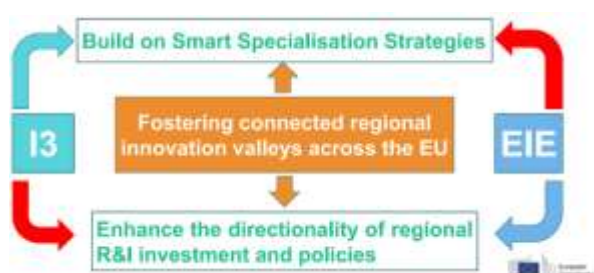 Build on Smart Specialisation Strategies
I3
Fostering connected regional
innovation valleys across the EU
EIE
Enhance the directionality of regional
R&I investment and policies
European